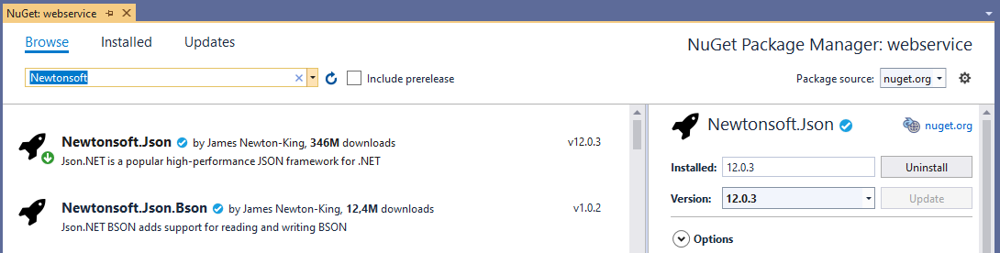 NuGet: webservice
Browse Installed Updates
NuGet Package Manager: webservice
Newtonsoft
Include prerelease
Package source: nuget.org
Newtonsoft.Json by James Newton-King, 346M downloads v12.0.3
Json.NET is a popular high-performance JSON framework for .NET
Newtonsoft.Json.Bson by James Newton-King, 12,4M downloads v1.0.2
Json.NET BSON adds support for reading and writing BSON
Newtonsoft.Json nuget.org
Installed: 12.0.3 Uninstall
Version: 12.0.3 Update
Options